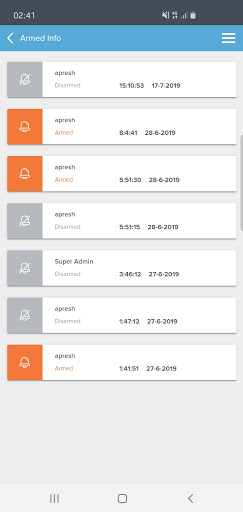 02:41
Armed Info
apresh
Disarmed 15:10:53 17-7-2019
apresh
Armed 8:4:41 28-6-2019
apresh
Armed 5:51:30 28-6-2019
apresh
Disarmed 5:51:15 28-6-2019
Super Admin
Disarmed 3:46:12 27-6-2019
apresh
Disarmed 1:47:12 27-6-2019
apresh
Armed 1:41:51 27-6-2019